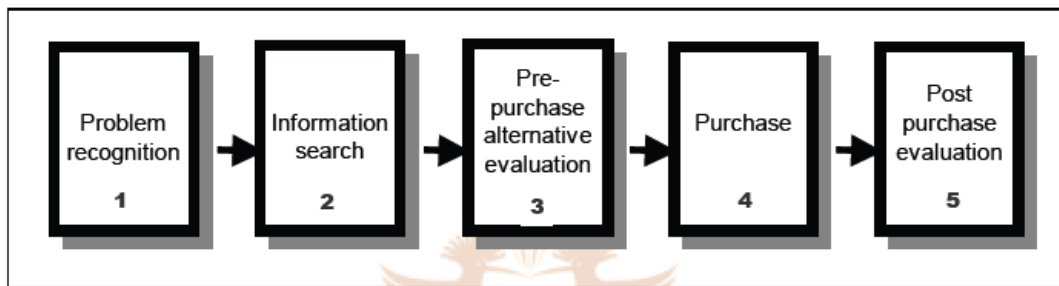 Problem
recognition
1
Information
search
2
Pre-
purchase
alternative
evaluation
3
Purchase
4
Post
purchase
evaluation
5